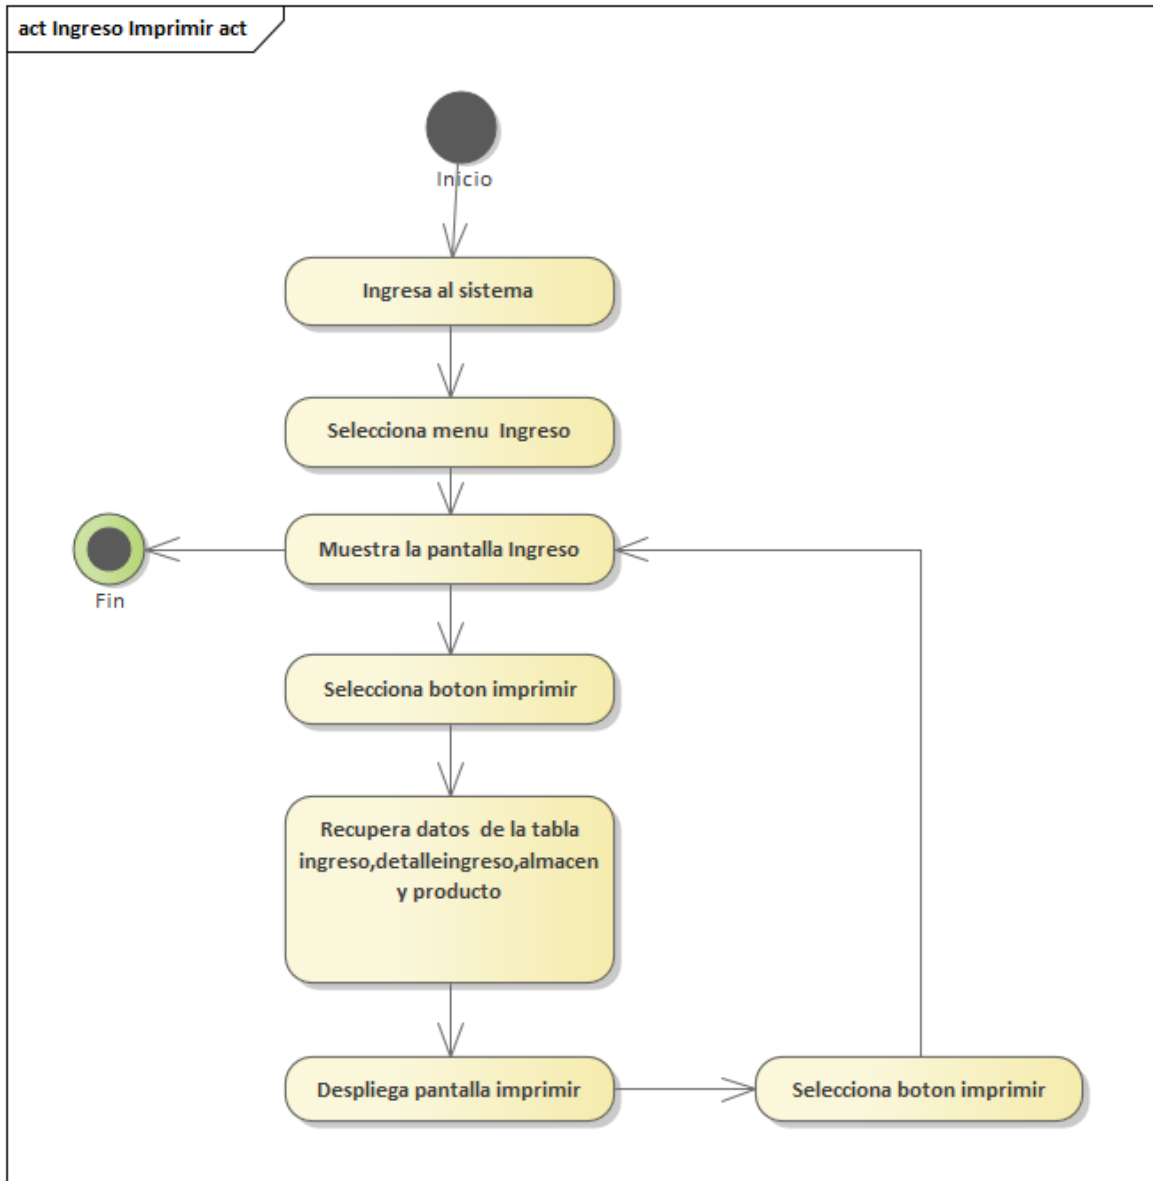 act Ingreso Imprimir act
Inicio
Ingresa al sistema
Selecciona menu  Ingreso
Muestra la pantalla Ingreso
Fin
Selecciona boton imprimir
Recupera datos  de la tabla
ingreso,detalleingreso,almacen
y producto
Despliega pantalla imprimir
Selecciona boton imprimir